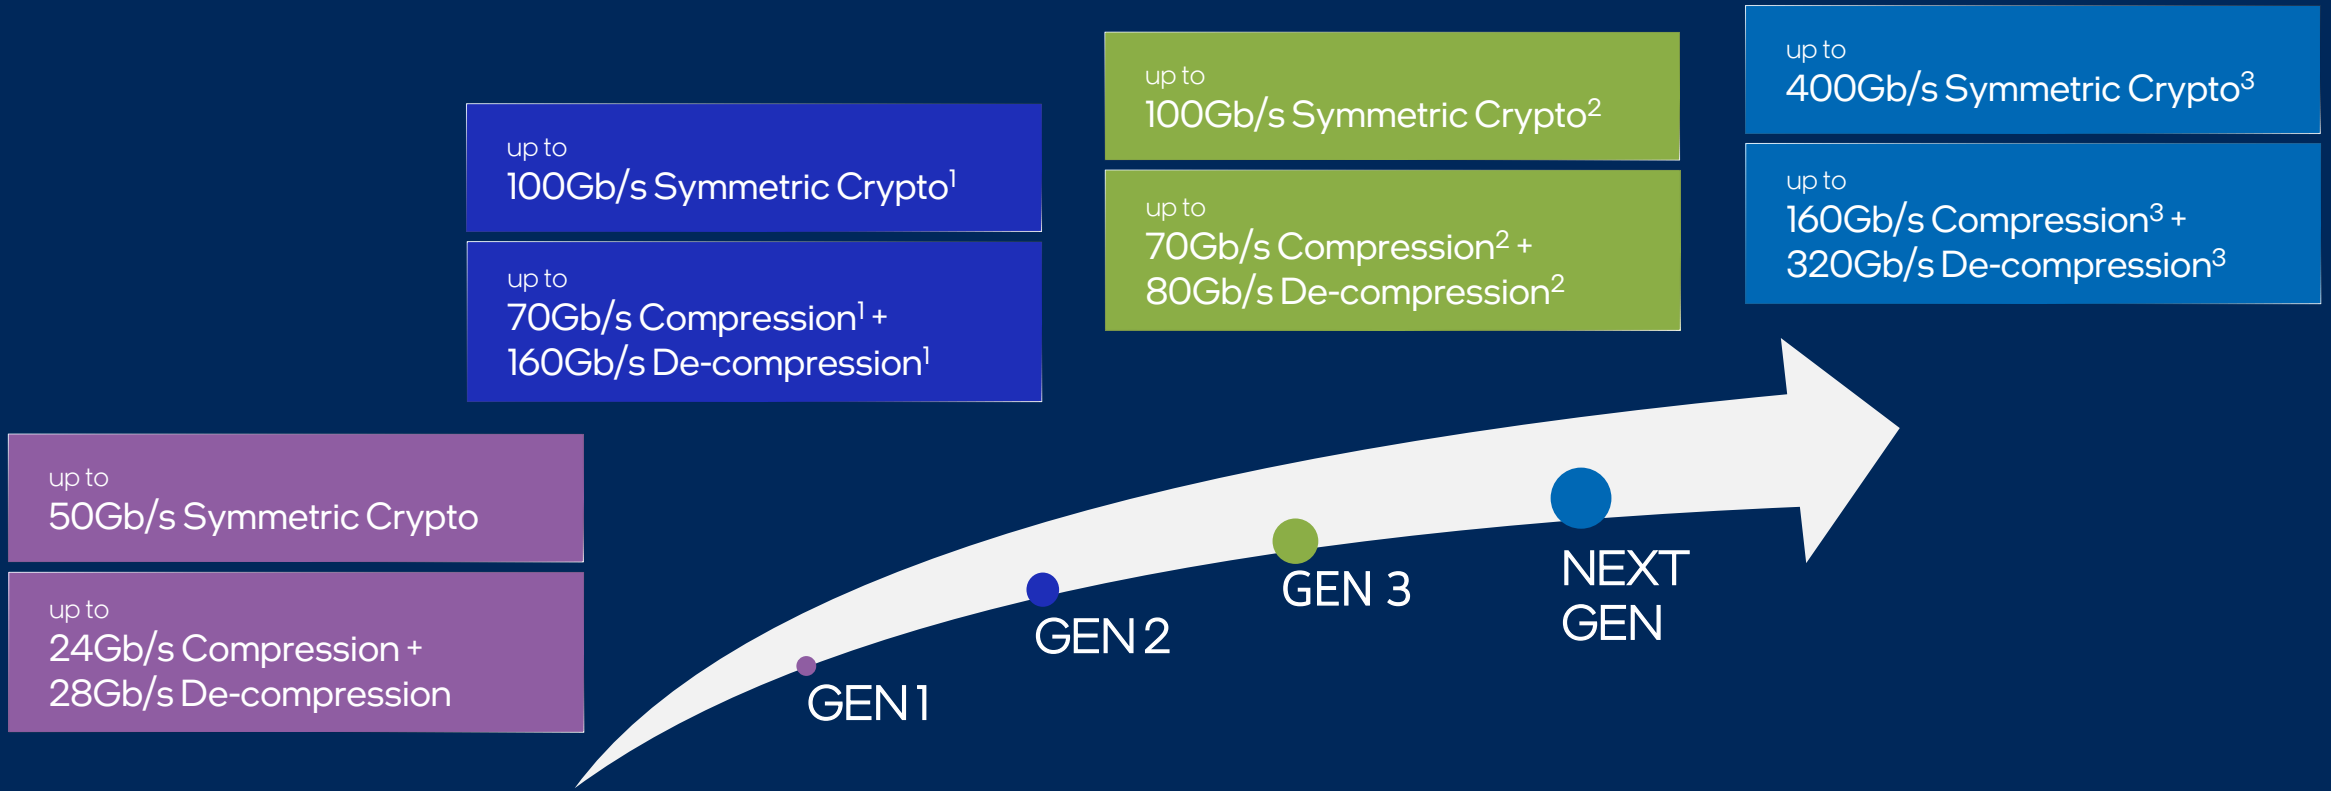 up to
50Gb/s Symmetric Crypto
up to
24Gb/s Compression +
28Gb/s De-compression
up to
100Gb/s Symmetric Crypto¹
up to
70Gb/s Compression¹ +
160Gb/s De-compression¹
up to
100Gb/s Symmetric Crypto²
up to
70Gb/s Compression² +
80Gb/s De-compression²
up to
400Gb/s Symmetric Crypto³
up to
160Gb/s Compression³ +
320Gb/s De-compression³
GEN 1
GEN 2
GEN 3
NEXT
GEN